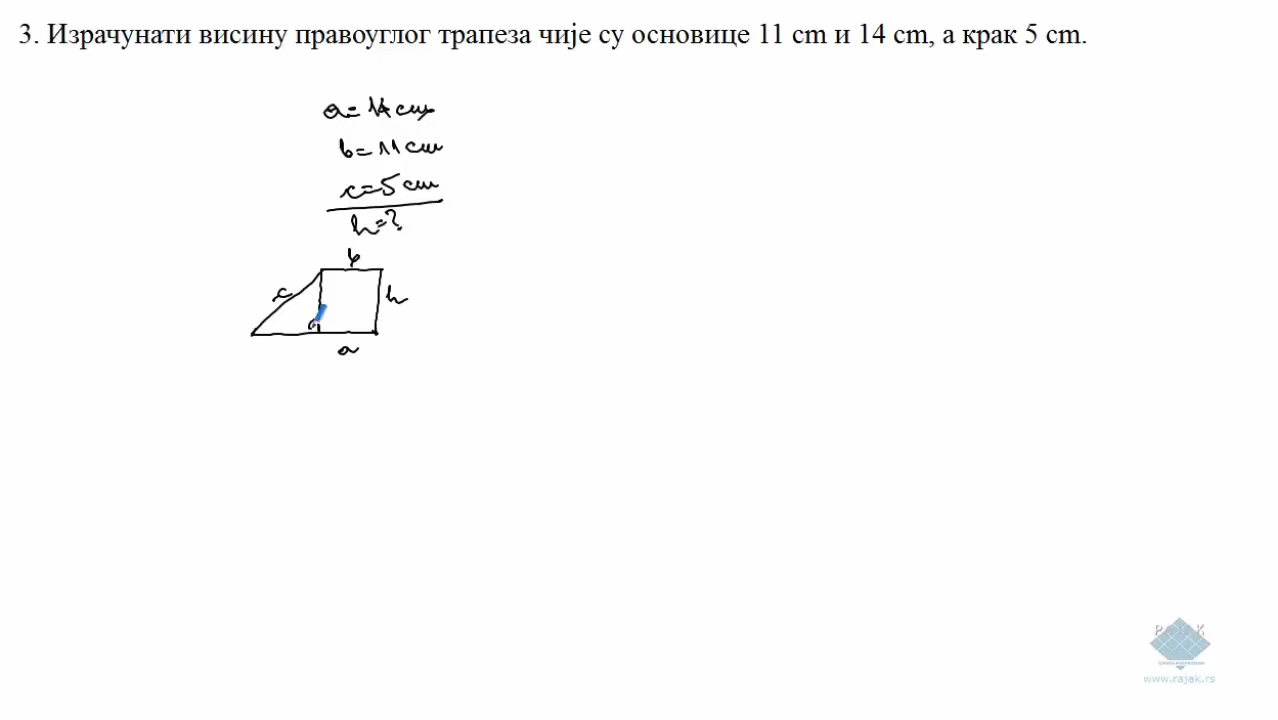 3. Израчунати висину правоуглог трапеза чије су основице 11 cm и 14 cm, а крак 5 cm.
a=14cm
b=11cm
c=5cm
h=?
b
c
h
a
www.rajak.rs